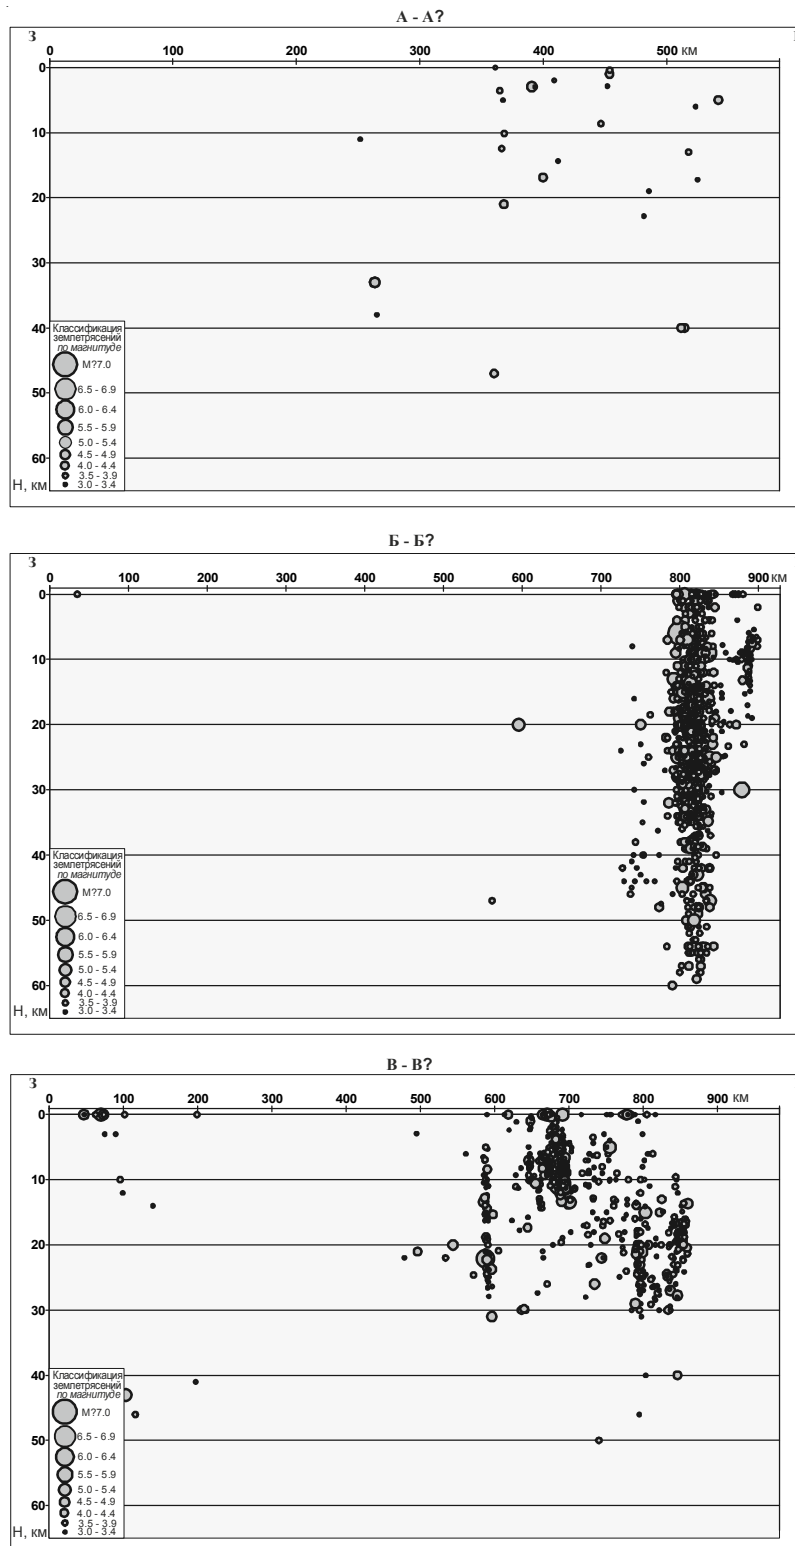 А - А?
З
0 100 200 300 400 500 км
0
10
20
30
40
50
60
Н, км
Классификация
землетрясений
по магнитуде
М?7.0
6.5 - 6.9
6.0 - 6.4
5.5 - 5.9
5.0 - 5.4
4.5 - 4.9
4.0 - 4.4
3.5 - 3.9
3.0 - 3.4
Б - Б?
З
0 100 200 300 400 500 600 700 800 900 км
0
10
20
30
40
50
60
Н, км
Классификация
землетрясений
по магнитуде
М?7.0
6.5 - 6.9
6.0 - 6.4
5.5 - 5.9
5.0 - 5.4
4.5 - 4.9
4.0 - 4.4
3.5 - 3.9
3.0 - 3.4
В - В?
З
0 100 200 300 400 500 600 700 800 900 км
0
10
20
30
40
50
60
Н, км
Классификация
землетрясений
по магнитуде
М?7.0
6.5 - 6.9
6.0 - 6.4
5.5 - 5.9
5.0 - 5.4
4.5 - 4.9
4.0 - 4.4
3.5 - 3.9
3.0 - 3.4